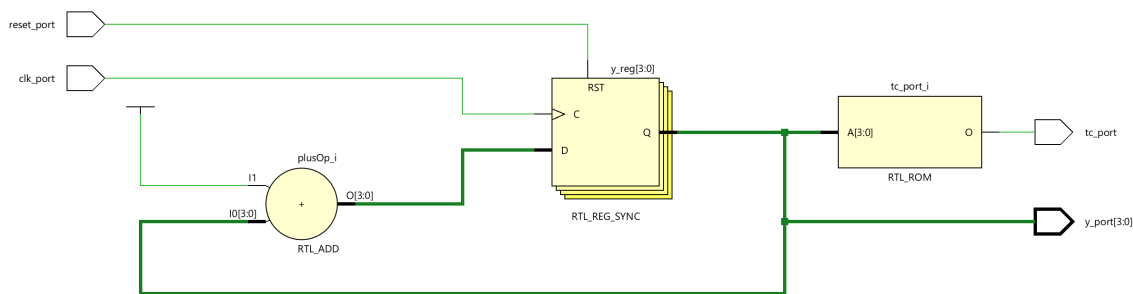 reset_port
clk_port
y_reg[3:0]
RST
C
D
Q
RTL_REG_SYNC
tc_port_i
A[3:0]
O
RTL_ROM
tc_port
plusOp_i
I1
I0[3:0]
+
O[3:0]
RTL_ADD
y_port[3:0]